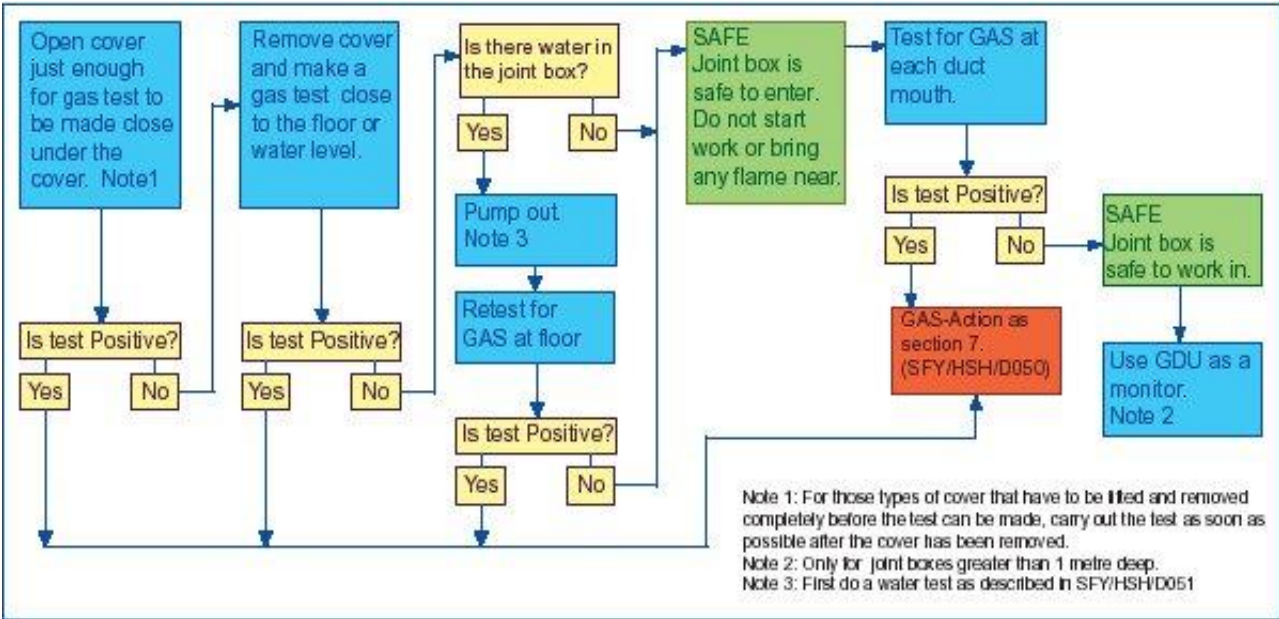 Open cover
just enough
for gas test to
be made close
under the
cover. Note1
Is test Positive?
Yes
No
Remove cover
and make a
gas test close
to the floor or
water level.
Is test Positive?
Yes
No
Is there water in
the joint box?
Yes
No
Pump out.
Note 3
Retest for
GAS at floor
Is test Positive?
Yes
No
SAFE
Joint box is
safe to enter.
Do not start
work or bring
any flame near.
Test for GAS at
each duct
mouth.
Is test Positive?
Yes
No
GAS-Action as
section 7.
(SFY/HSH/D050)
SAFE
Joint box is
safe to work in.
Use GDU as a
monitor.
Note 2
Note 1: For those types of cover that have to be lifted and removed
completely before the test can be made, carry out the test as soon as
possible after the cover has been removed.
Note 2: Only for joint boxes greater than 1 metre deep.
Note 3: First do a water test as described in SFY/HSH/D051